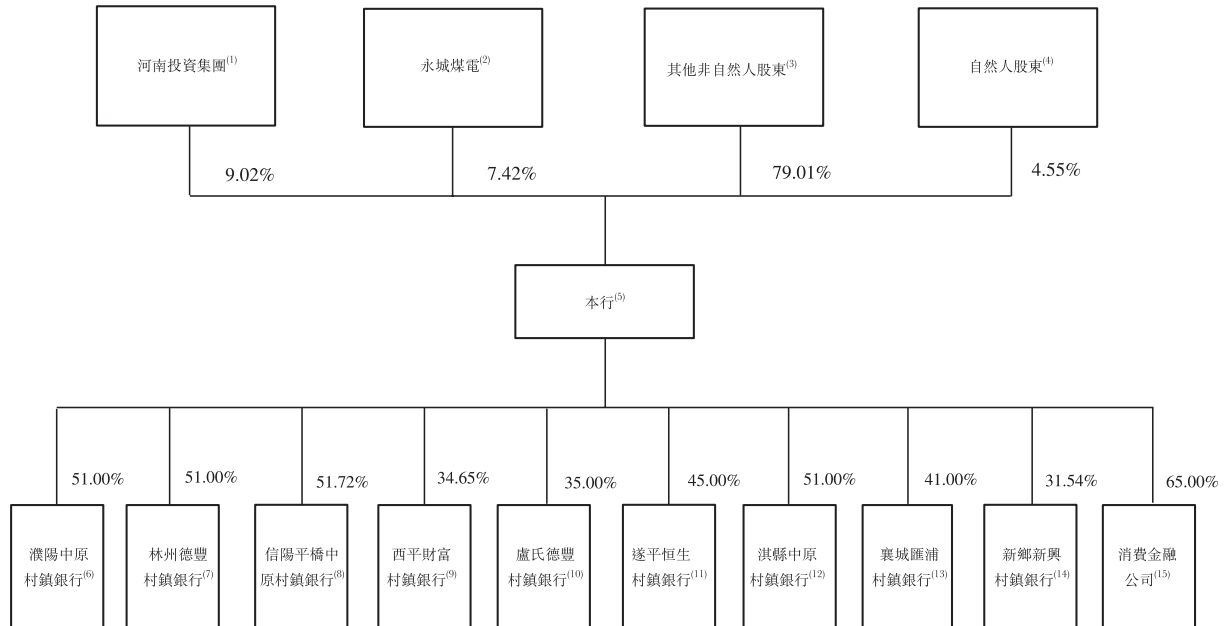 河南投資集團(1)
永城煤電(2)
其他非自然人股東(3)
自然人股東(4)
9.02%
7.42%
79.01%
4.55%
本行(5)
51.00%
51.00%
51.72%
34.65%
35.00%
45.00%
51.00%
41.00%
31.54%
65.00%
濮陽中原
村鎮銀行(6)
林州德豐
村鎮銀行(7)
信陽平橋中
原村鎮銀行(8)
西平財富
村鎮銀行(9)
盧氏德豐
村鎮銀行(10)
遂平恒生
村鎮銀行(11)
淇縣中原
村鎮銀行(12)
襄城匯浦
村鎮銀行(13)
新鄉新興
村鎮銀行(14)
消費金融
公司(15)